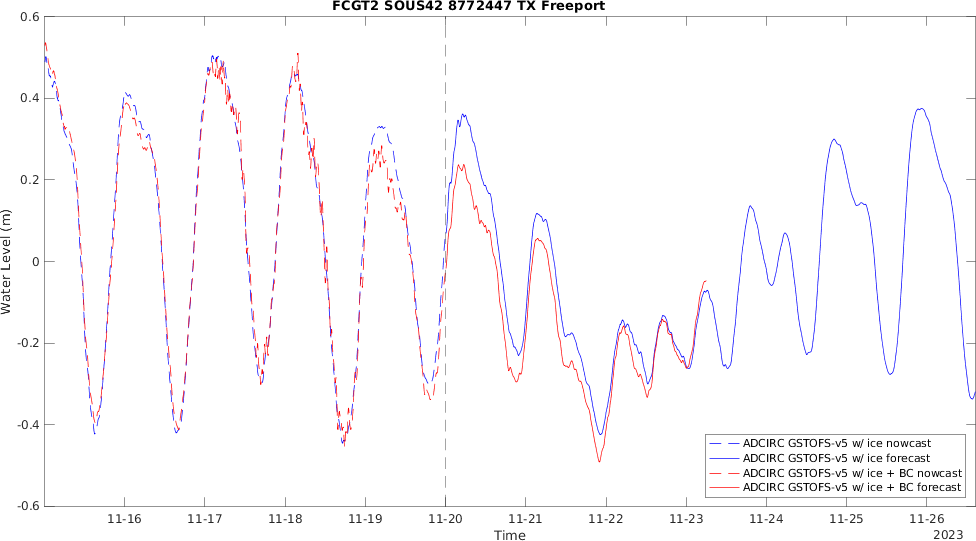 FCGT2 SOUS42 8772447 TX Freeport
0.6
0.4
0.2
0
-0.2
-0.4
-0.6
Water Level (m)
ADCIRC GSTOFS-v5 w/ ice nowcast
ADCIRC GSTOFS-v5 w/ ice forecast
ADCIRC GSTOFS-v5 w/ ice + BC nowcast
ADCIRC GSTOFS-v5 w/ ice + BC forecast
11-16 11-17 11-18 11-19 11-20 11-21 11-22 11-23 11-24 11-25 11-26
Time
2023